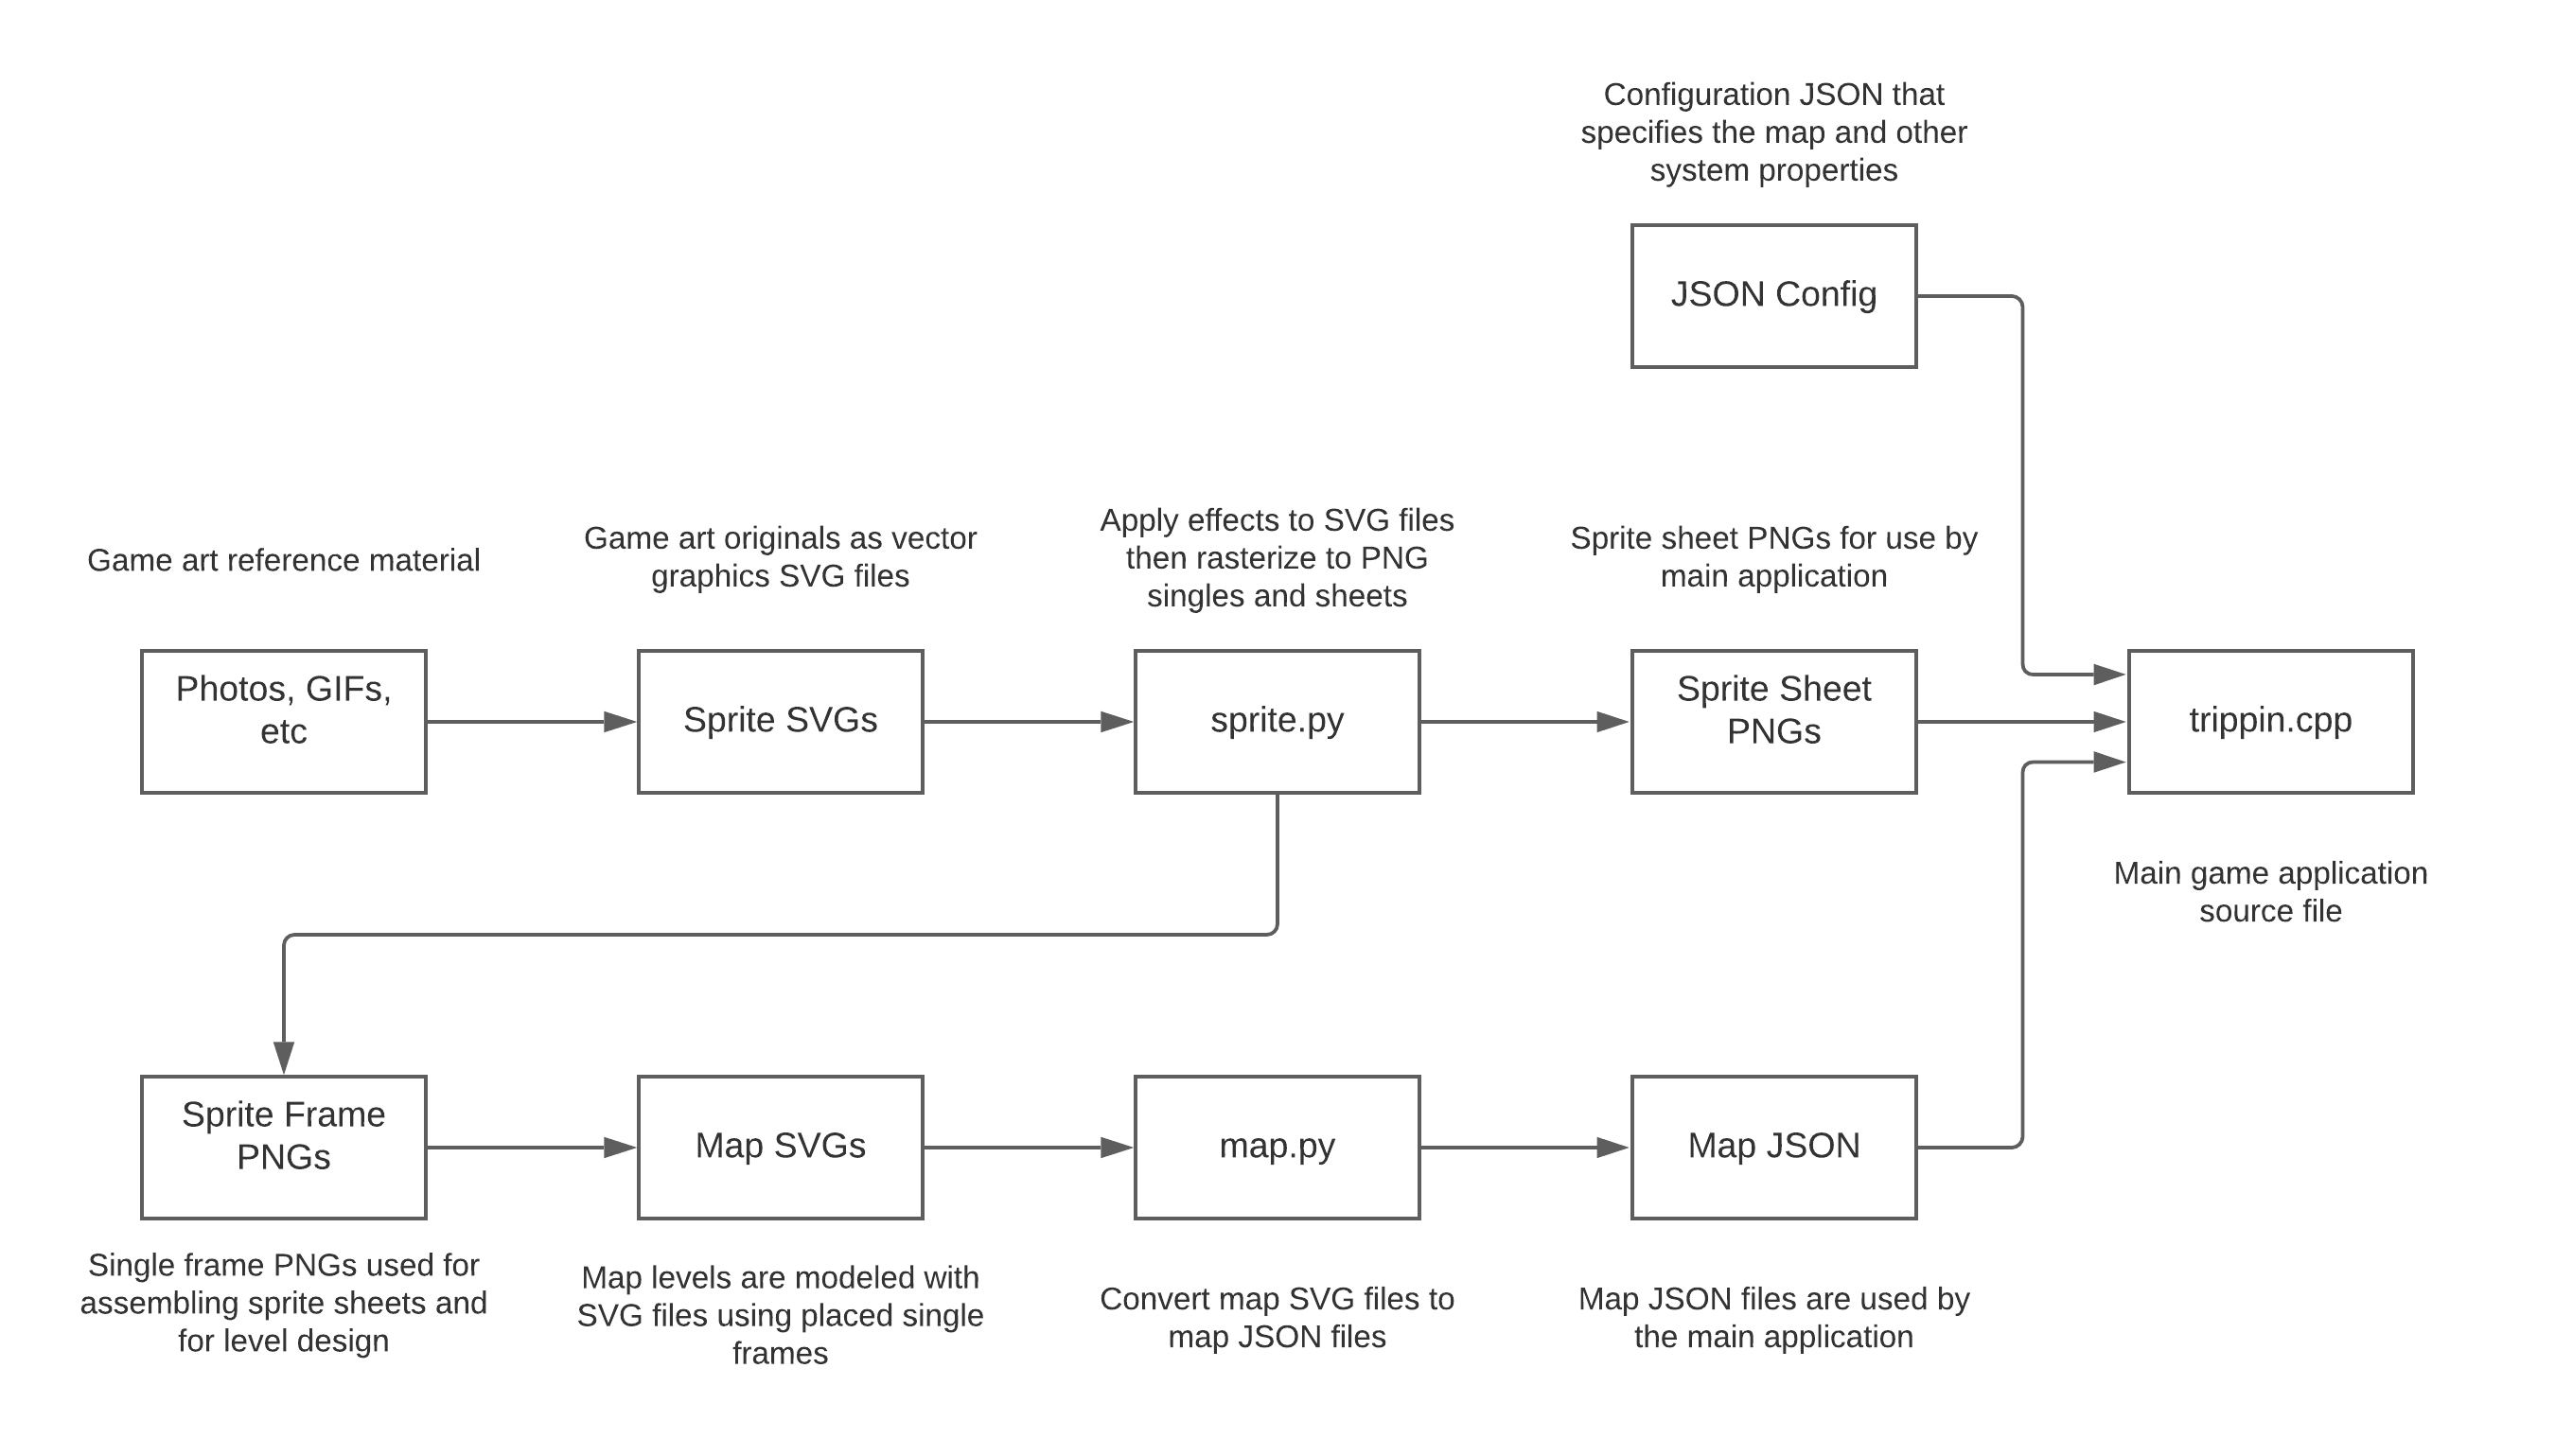 Configuration JSON that
specifies the map and other
system properties
JSON Config
Game art reference material
Game art originals as vector
graphics SVG files
Apply effects to SVG files
then rasterize to PNG
singles and sheets
Sprite sheet PNGs for use by
main application
Photos, GIFs,
etc
Sprite SVGs
sprite.py
Sprite Sheet
PNGs
trippin.cpp
Main game application
source file
Sprite Frame
PNGs
Map SVGs
map.py
Map JSON
Single frame PNGs used for
assembling sprite sheets and
for level design
Map levels are modeled with
SVG files using placed single
frames
Convert map SVG files to
map JSON files
Map JSON files are used by
the main application